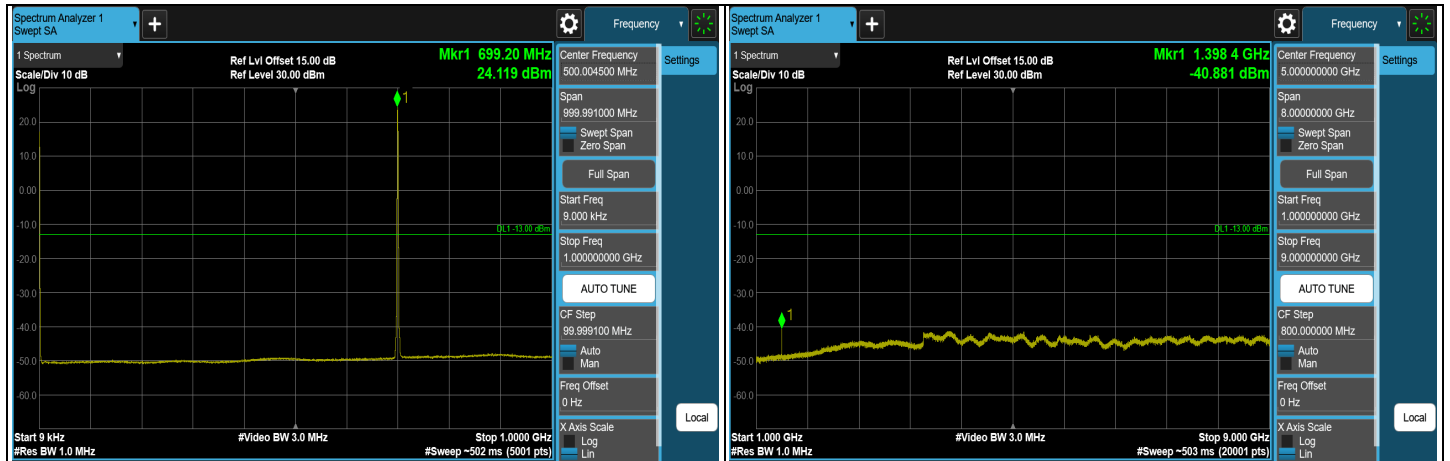 Spectrum Analyzer 1
Swept SA
+
Frequency
1 Spectrum
Scale/Div 10 dB
Ref Lvl Offset 15.00 dB
Ref Level 30.00 dBm
Mkr1 699.20 MHz
24.119 dBm
Log
1
20.0
10.0
0.00
-10.0
DL1 -13.00 dBm
-20.0
-30.0
-40.0
-50.0
-60.0
Start 9 kHz
#Res BW 1.0 MHz
#Video BW 3.0 MHz
Stop 1.0000 GHz
#Sweep ~502 ms (5001 pts)
Center Frequency
500.004500 MHz
Settings
Span
999.991000 MHz
Swept Span
Zero Span
Full Span
Start Freq
9.000 kHz
Stop Freq
1.000000000 GHz
AUTO TUNE
CF Step
99.999100 MHz
Auto
Man
Freq Offset
0 Hz
X Axis Scale
Log
Lin
Local
Spectrum Analyzer 1
Swept SA
+
Frequency
1 Spectrum
Scale/Div 10 dB
Ref Lvl Offset 15.00 dB
Ref Level 30.00 dBm
Mkr1 1.398 4 GHz
-40.881 dBm
Log
20.0
10.0
0.00
-10.0
DL1 -13.00 dBm
-20.0
-30.0
1
-40.0
-50.0
-60.0
Start 1.000 GHz
#Res BW 1.0 MHz
#Video BW 3.0 MHz
Stop 9.000 GHz
#Sweep ~503 ms (20001 pts)
Center Frequency
5.00000000 GHz
Settings
Span
8.00000000 GHz
Swept Span
Zero Span
Full Span
Start Freq
1.000000000 GHz
Stop Freq
9.000000000 GHz
AUTO TUNE
CF Step
800.000000 MHz
Auto
Man
Freq Offset
0 Hz
X Axis Scale
Log
Lin
Local